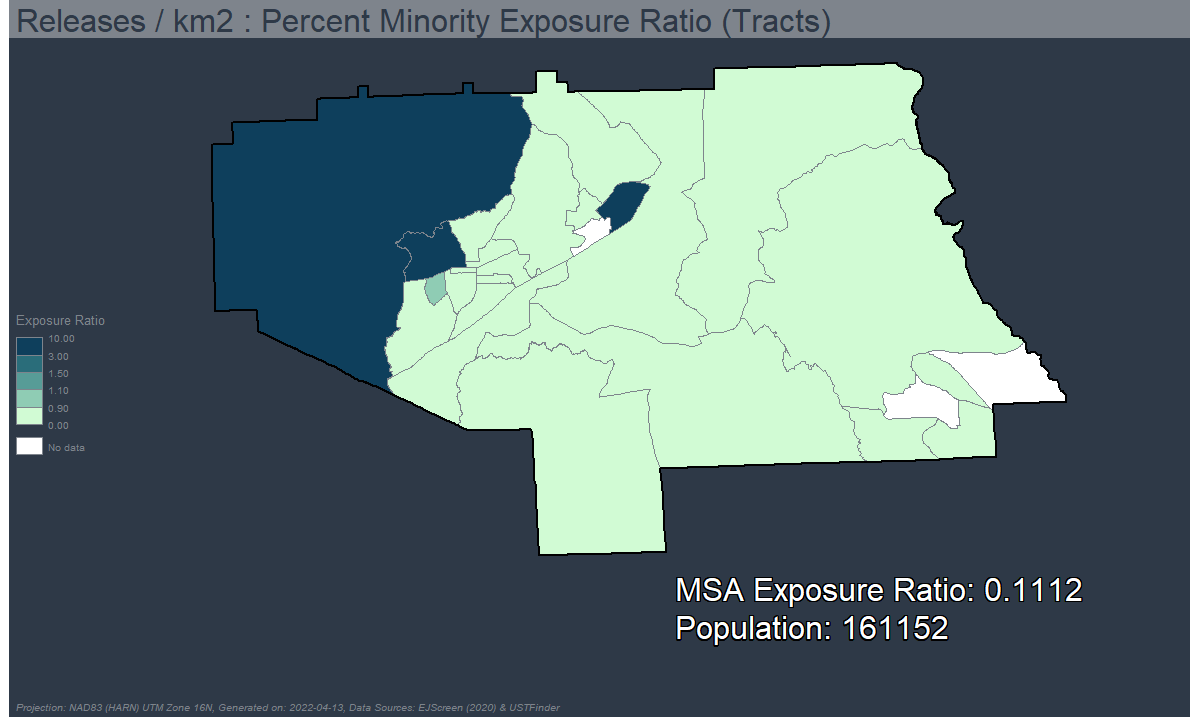 Releases / km2 : Percent Minority Exposure Ratio (Tracts)
Exposure Ratio
10.00
3.00
1.50
1.10
0.90
0.00
No data
MSA Exposure Ratio: 0.1112
Population: 161152
Projection: NAD83 (HARN) UTM Zone 16N, Generated on: 2022-04-13, Data Sources: EJScreen (2020) & USTFinder